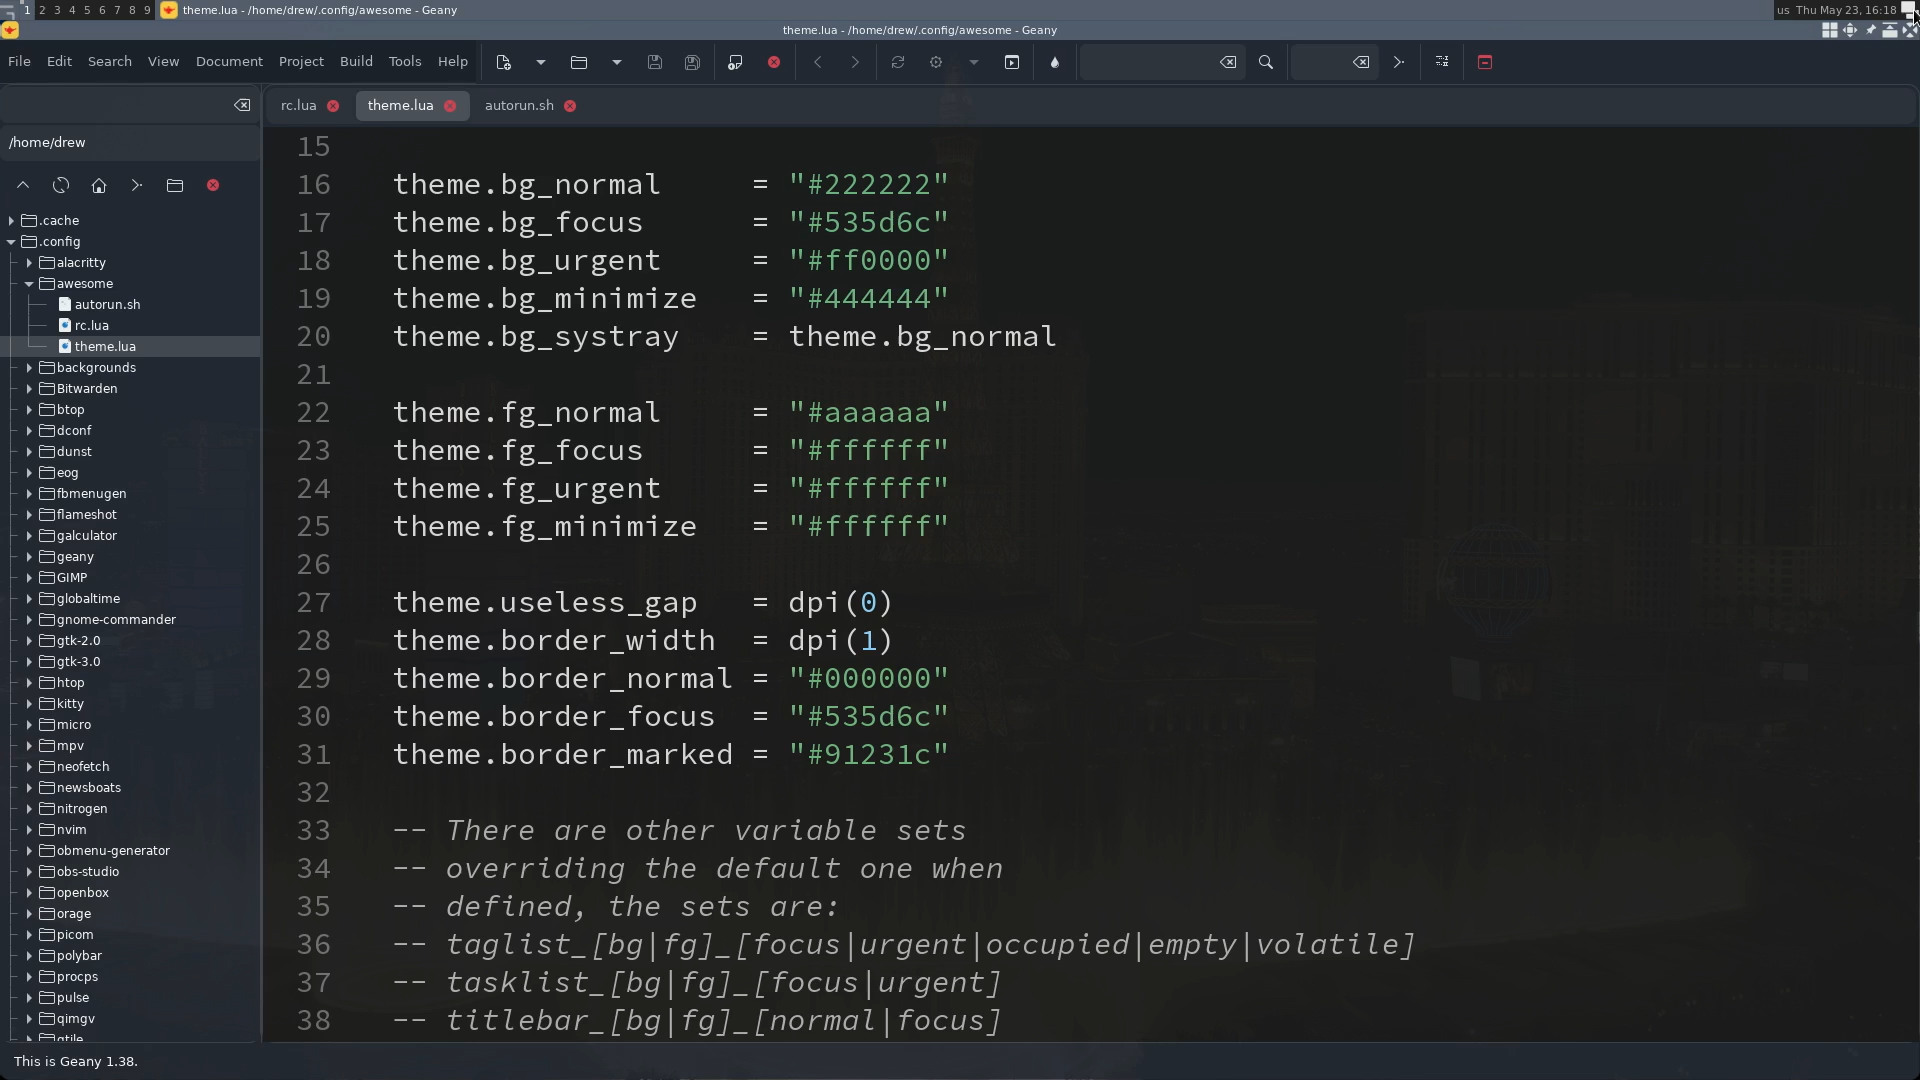 1 2 3 4 5 6 7 8 9 theme.lua - /home/drew/.config/awesome - Geany us Thu May 23, 16:18
theme.lua - /home/drew/.config/awesome - Geany
File Edit Search View Document Project Build Tools Help
rc.lua theme.lua autorun.sh
/home/drew
.cache
.config
alacritty
awesome
autorun.sh
rc.lua
theme.lua
backgrounds
Bitwarden
btop
dconf
dunst
eog
fbmenugen
flameshot
galculator
geany
GIMP
globaltime
gnome-commander
gtk-2.0
gtk-3.0
htop
kitty
micro
mpv
neofetch
newsboats
nitrogen
nvim
obmenu-generator
obs-studio
openbox
orage
picom
polybar
procps
pulse
qimgv
qtile
15
16 theme.bg_normal = "#222222"
17 theme.bg_focus = "#535d6c"
18 theme.bg_urgent = "#ff0000"
19 theme.bg_minimize = "#444444"
20 theme.bg_systray = theme.bg_normal
21
22 theme.fg_normal = "#aaaaaa"
23 theme.fg_focus = "#ffffff"
24 theme.fg_urgent = "#ffffff"
25 theme.fg_minimize = "#ffffff"
26
27 theme.useless_gap = dpi(0)
28 theme.border_width = dpi(1)
29 theme.border_normal = "#000000"
30 theme.border_focus = "#535d6c"
31 theme.border_marked = "#91231c"
32
33 -- There are other variable sets
34 -- overriding the default one when
35 -- defined, the sets are:
36 -- taglist_[bg|fg]_[focus|urgent|occupied|empty|volatile]
37 -- tasklist_[bg|fg]_[focus|urgent]
38 -- titlebar_[bg|fg]_[normal|focus]
This is Geany 1.38.